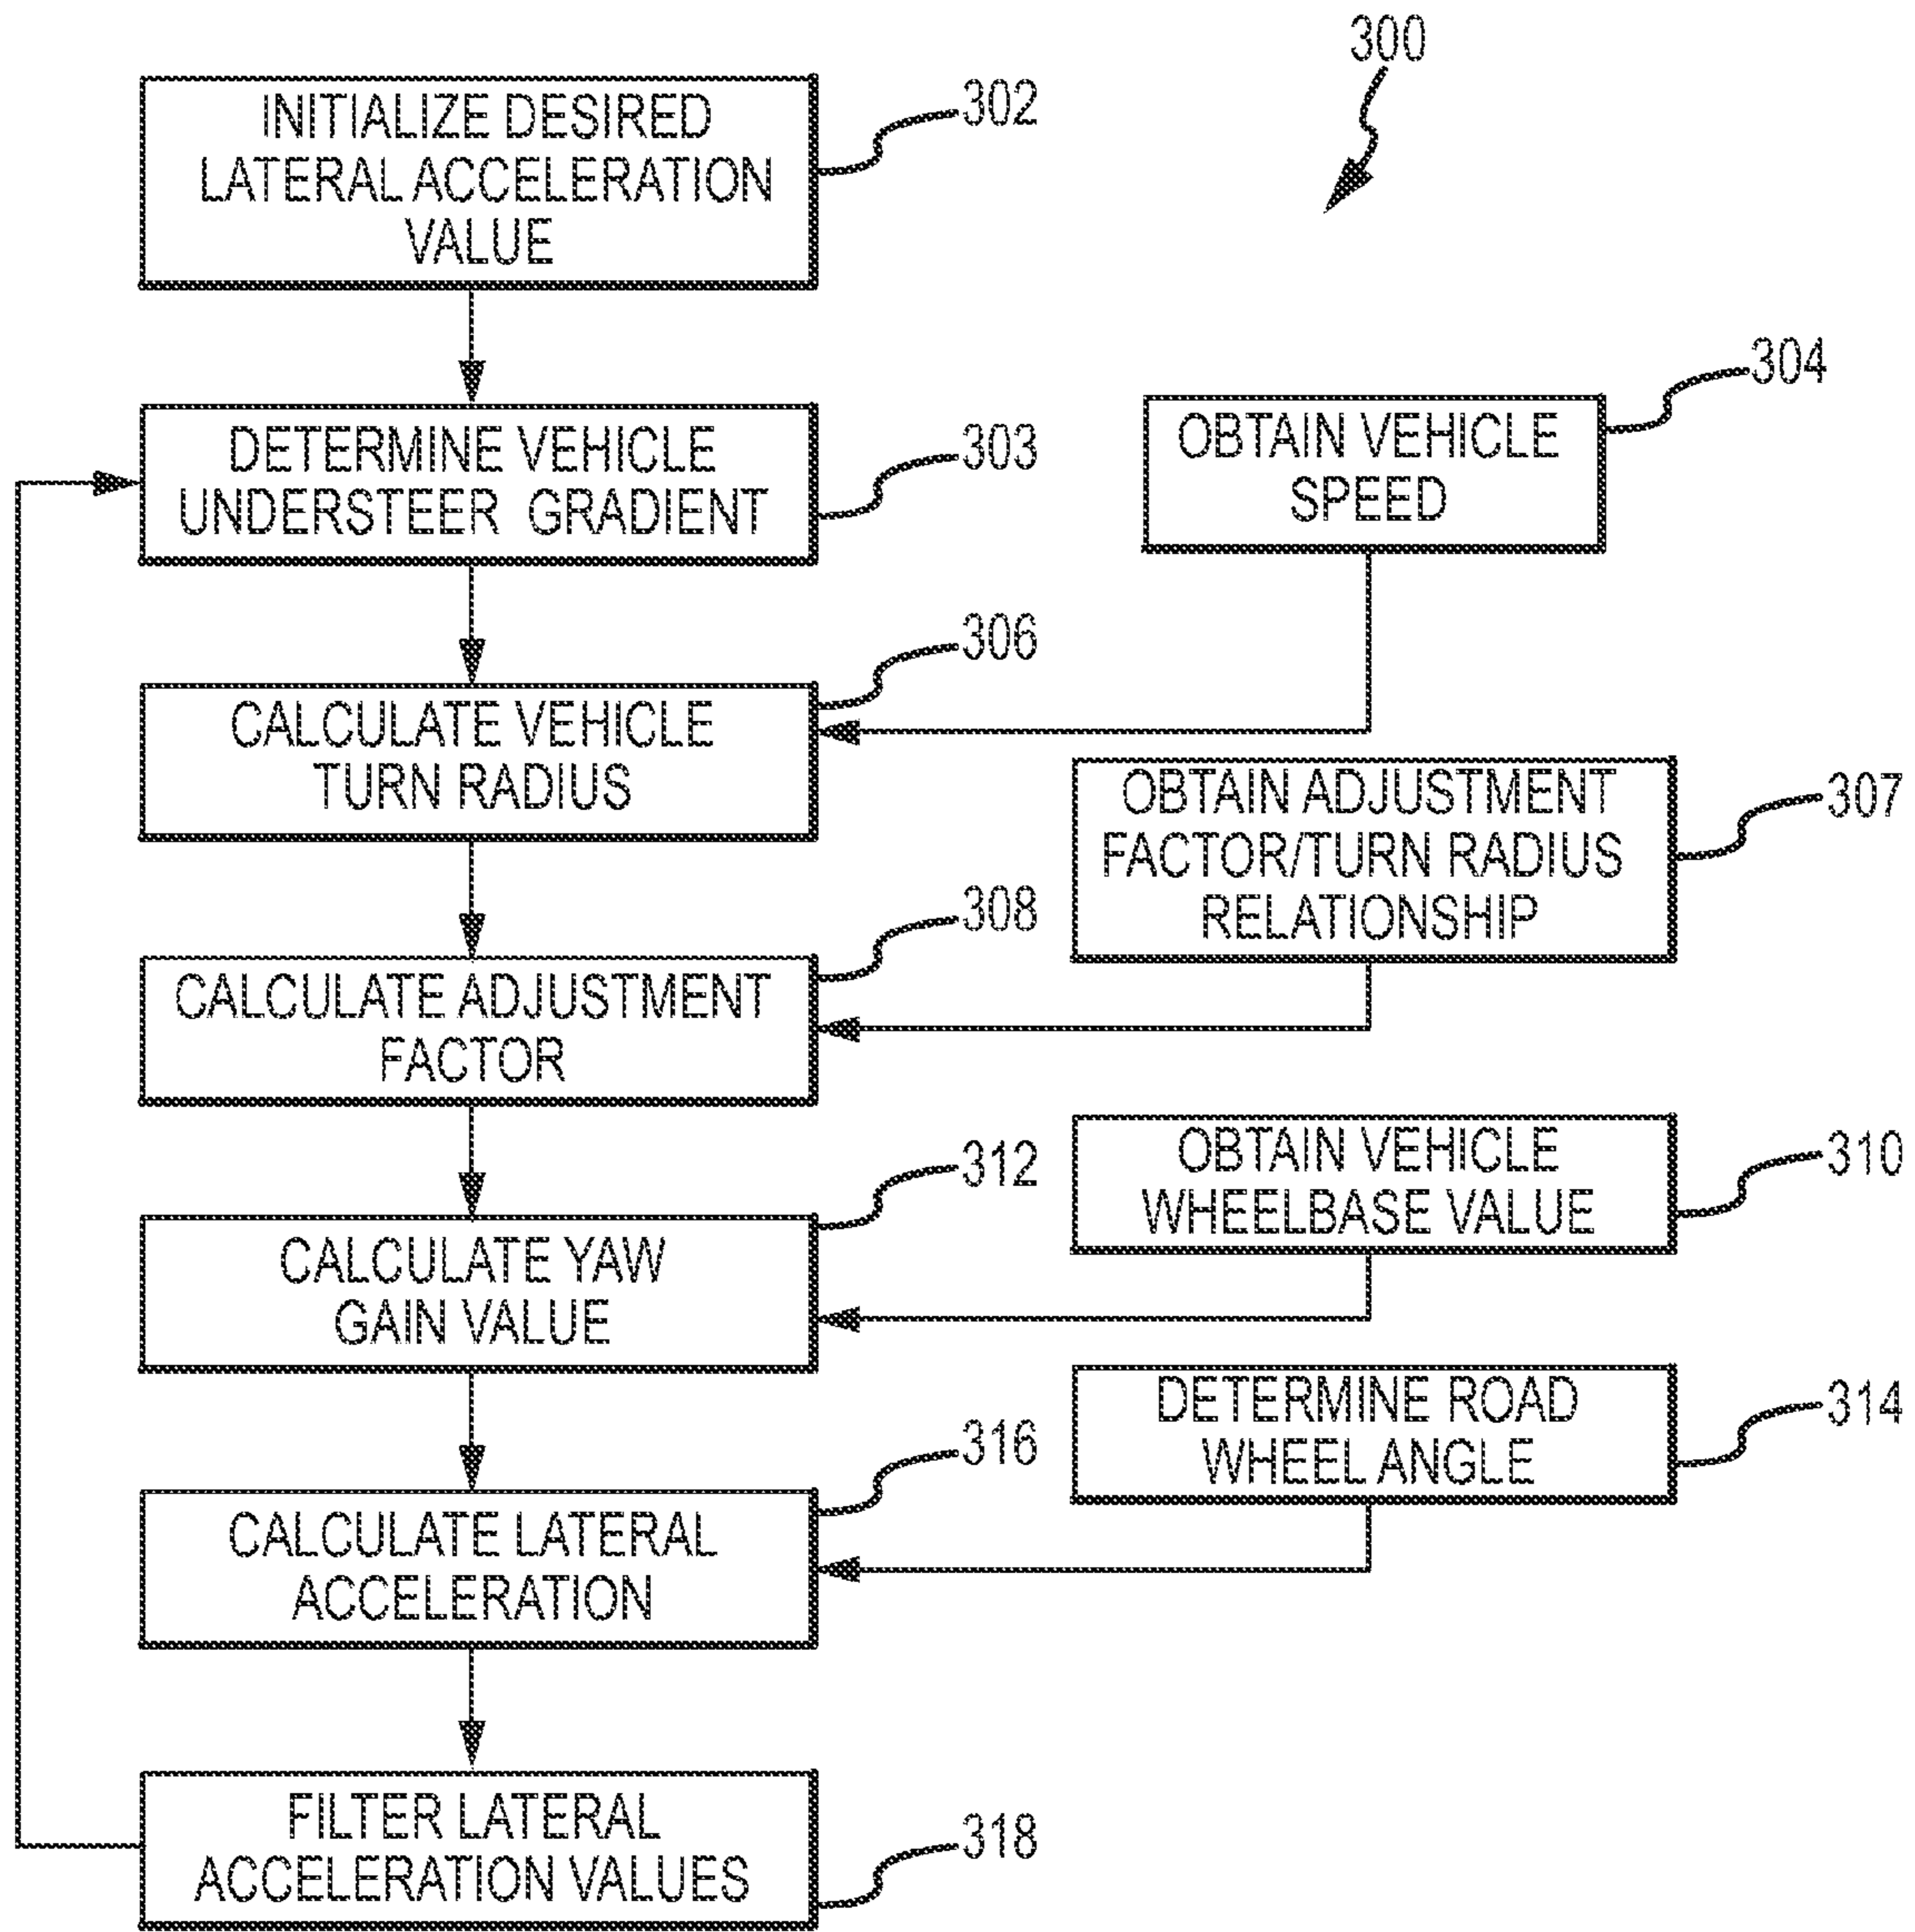 300
INITIALIZE DESIRED
LATERAL ACCELERATION
VALUE
302
DETERMINE VEHICLE
UNDERSTEER GRADIENT
303
OBTAIN VEHICLE
SPEED
304
CALCULATE VEHICLE
TURN RADIUS
306
OBTAIN ADJUSTMENT
FACTOR/TURN RADIUS
RELATIONSHIP
307
CALCULATE ADJUSTMENT
FACTOR
308
OBTAIN VEHICLE
WHEELBASE VALUE
310
CALCULATE YAW
GAIN VALUE
312
DETERMINE ROAD
WHEEL ANGLE
314
CALCULATE LATERAL
ACCELERATION
316
FILTER LATERAL
ACCELERATION VALUES
318